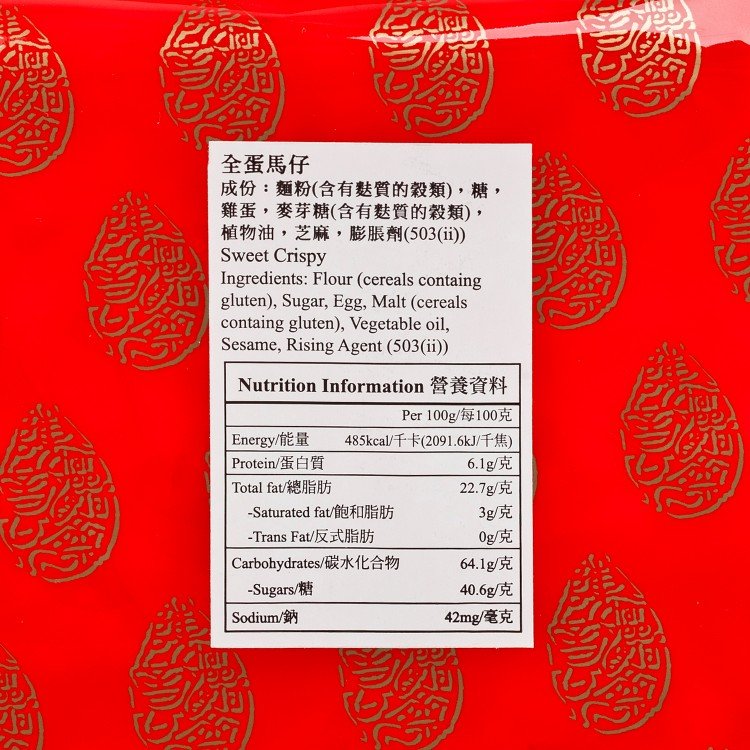 全蛋馬仔
成份：麵粉(含有麩質的穀類)，糖，
雞蛋，麥芽糖(含有麩質的穀類)，
植物油，芝麻，膨脹劑(503(ii))
Sweet Crispy
Ingredients: Flour (cereals containg
gluten), Sugar, Egg, Malt (cereals
containg gluten), Vegetable oil,
Sesame, Rising Agent (503(ii))
Nutrition Information 營養資料
Per 100g/每100克
Energy/能量 485kcal/千卡(2091.6kJ/千焦)
Protein/蛋白質 6.1g/克
Total fat/總脂肪 22.7g/克
-Saturated fat/飽和脂肪 3g/克
-Trans Fat/反式脂肪 0g/克
Carbohydrates/碳水化合物 64.1g/克
-Sugars/糖 40.6g/克
Sodium/鈉 42mg/毫克